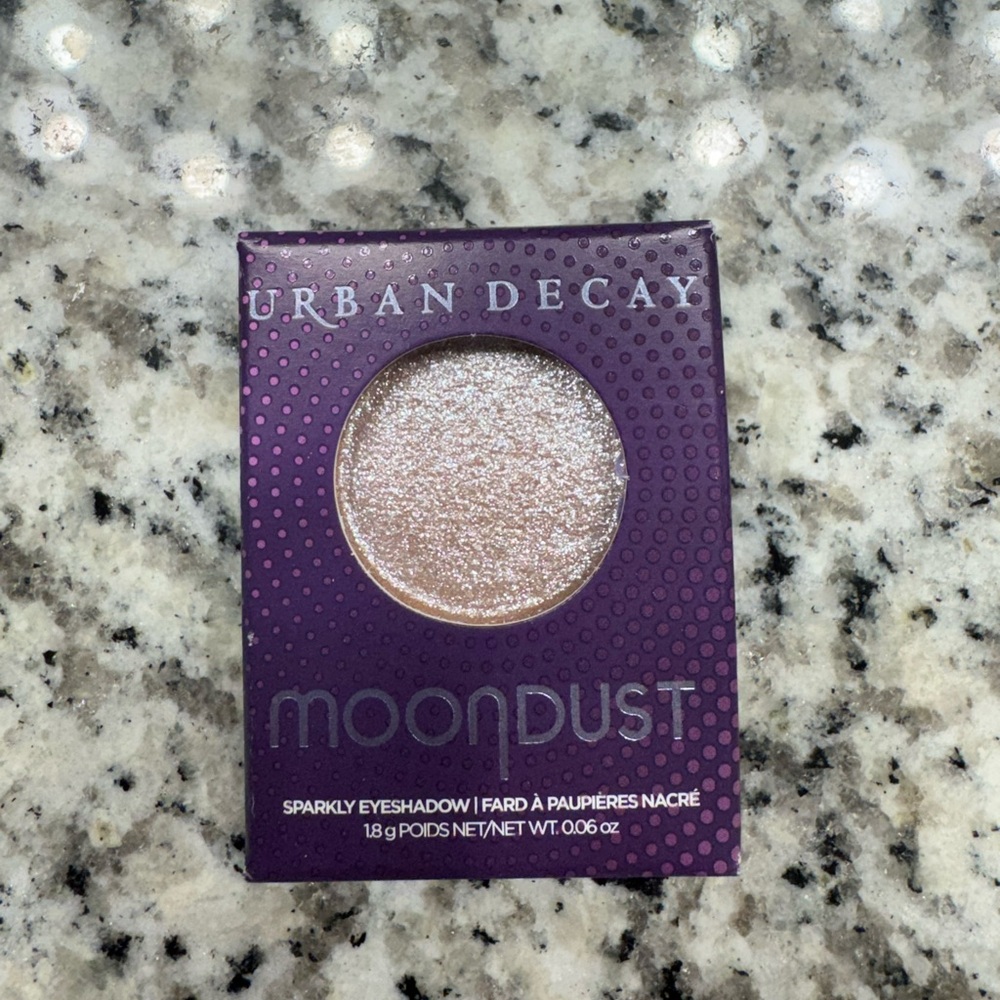 URBAN DECAY
MOONDUST
SPARKLY EYESHADOW | FARD À PAUPIÈRES NACRÉ
1.8 g POIDS NET/NET WT. 0.06 oz